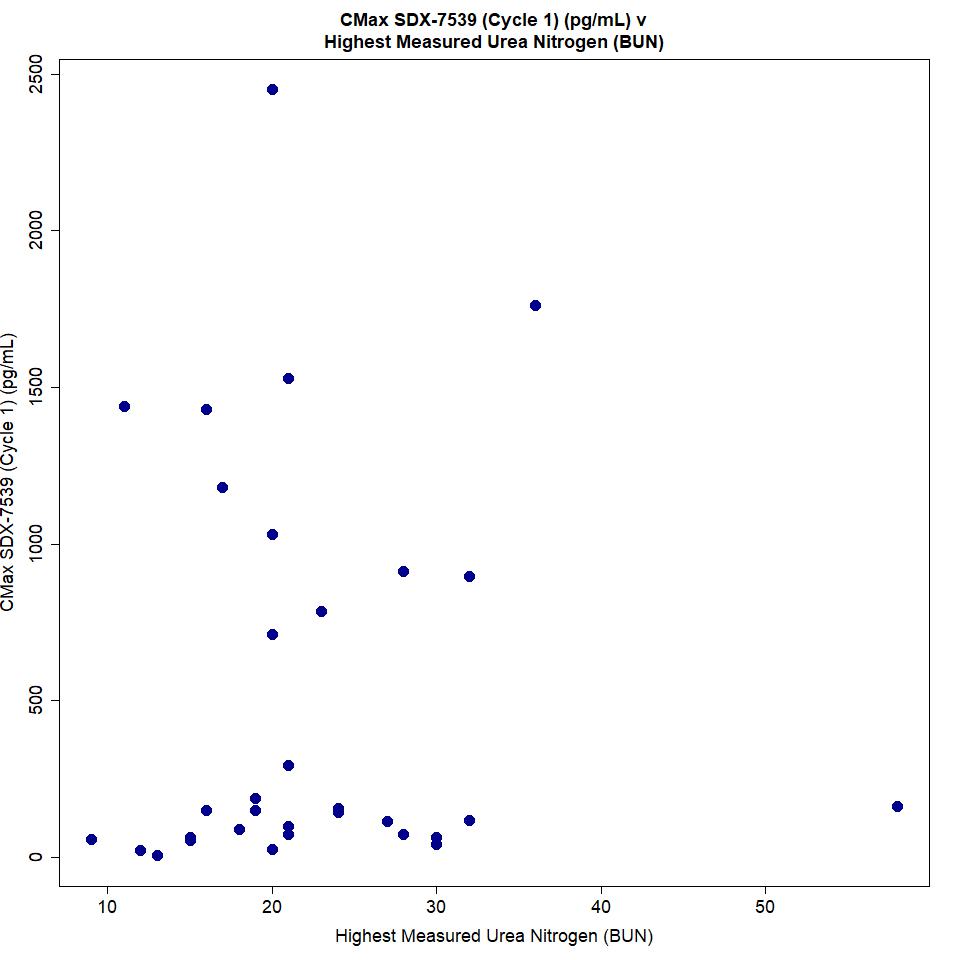 CMax SDX-7539 (Cycle 1) (pg/mL) v
Highest Measured Urea Nitrogen (BUN)
2500
2000
1500
1000
500
0
CMax SDX-7539 (Cycle 1) (pg/mL)
10 20 30 40 50
Highest Measured Urea Nitrogen (BUN)